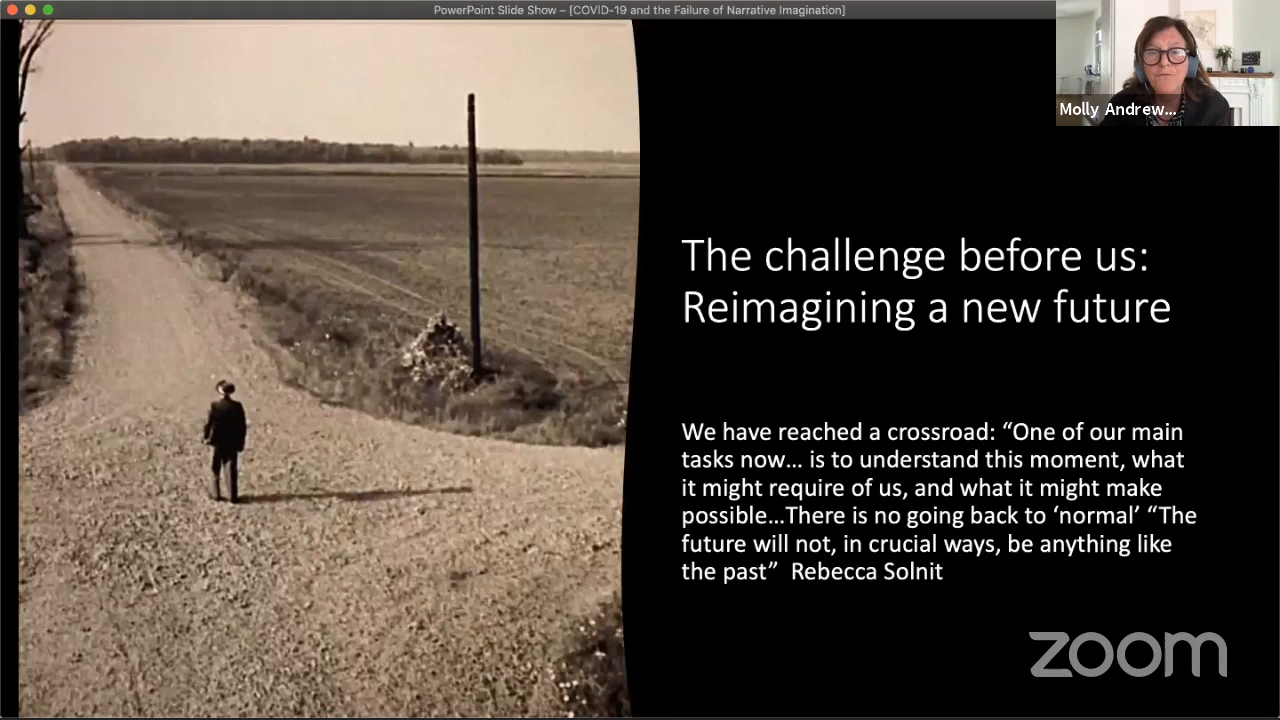 PowerPoint Slide Show – [COVID-19 and the Failure of Narrative Imagination]
Molly Andrew...
The challenge before us:
Reimagining a new future
We have reached a crossroad: “One of our main
tasks now... is to understand this moment, what
it might require of us, and what it might make
possible...There is no going back to ‘normal’ “The
future will not, in crucial ways, be anything like
the past”  Rebecca Solnit
zoom